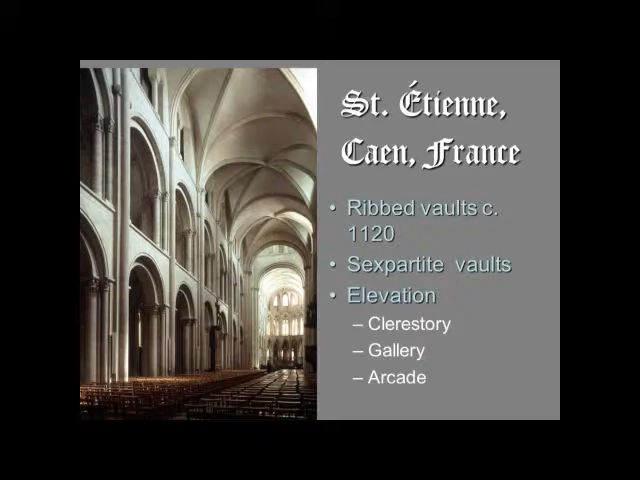 St. Étienne,
Caen, France
• Ribbed vaults c.
1120
• Sexpartite vaults
• Elevation
– Clerestory
– Gallery
– Arcade